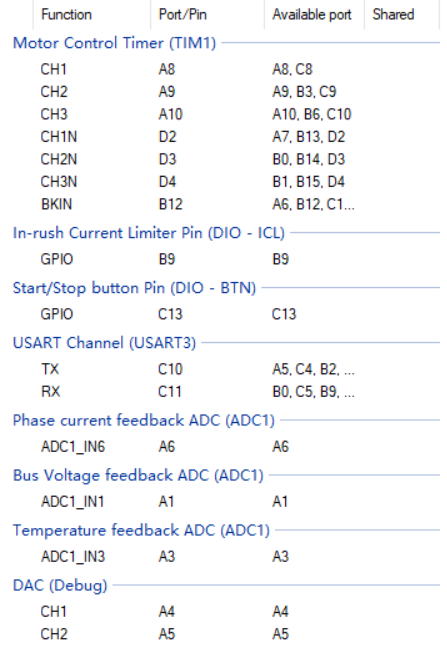 Function Port/Pin Available port Shared
Motor Control Timer (TIM1)
CH1 A8 A8, C8
CH2 A9 A9, B3, C9
CH3 A10 A10, B6, C10
CH1N D2 A7, B13, D2
CH2N D3 B0, B14, D3
CH3N D4 B1, B15, D4
BKIN B12 A6, B12, C1...
In-rush Current Limiter Pin (DIO - ICL)
GPIO B9 B9
Start/Stop button Pin (DIO - BTN)
GPIO C13 C13
USART Channel (USART3)
TX C10 A5, C4, B2, ...
RX C11 B0, C5, B9, ...
Phase current feedback ADC (ADC1)
ADC1_IN6 A6 A6
Bus Voltage feedback ADC (ADC1)
ADC1_IN1 A1 A1
Temperature feedback ADC (ADC1)
ADC1_IN3 A3 A3
DAC (Debug)
CH1 A4 A4
CH2 A5 A5